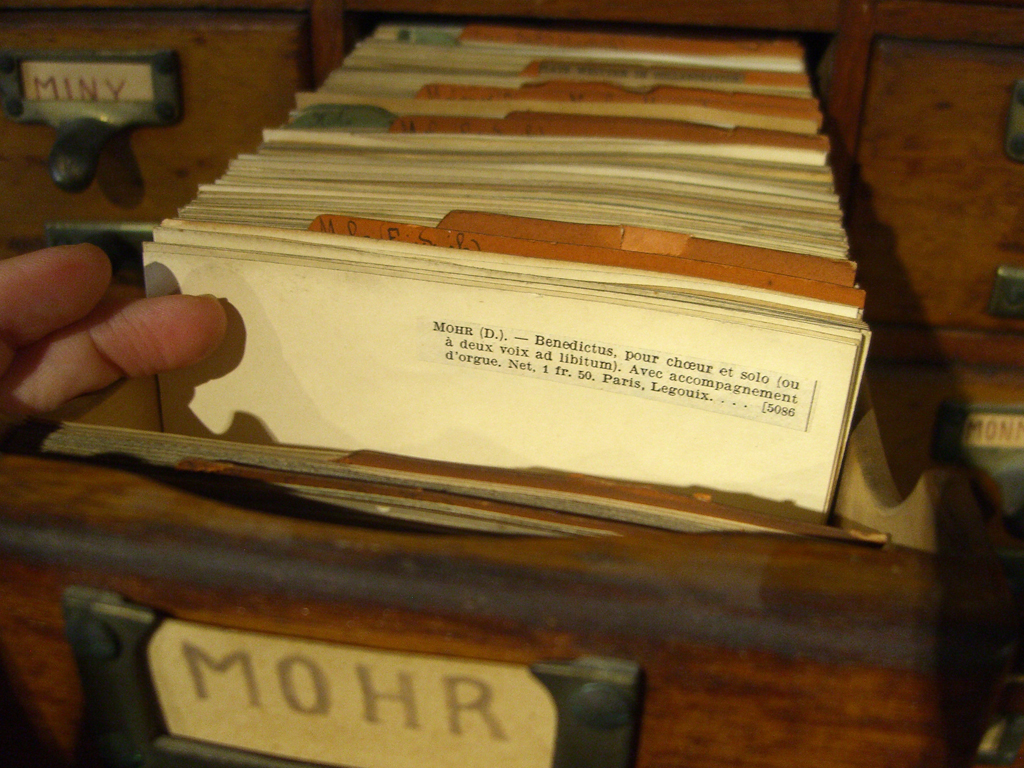 MINY
MOHR (D.). — Benedictus, pour chœur et solo (ou
à deux voix ad libitum). Avec accompagnement
d'orgue. Net, 1 fr. 50. Paris, Legouix. . . . [5086
MONM
MOHR